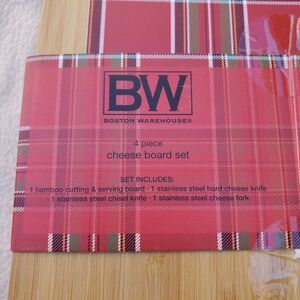 BW
BOSTON WAREHOUSE®
4 piece
cheese board set
SET INCLUDES:
1 bamboo cutting & serving board · 1 stainless steel hard cheese knife
· 1 stainless steel chisel knife · 1 stainless steel cheese fork